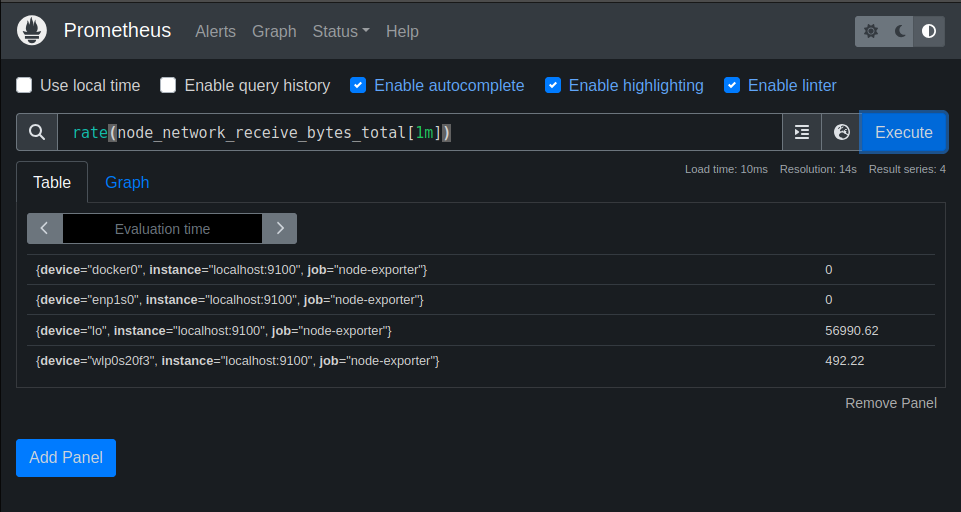 Prometheus Alerts Graph Status Help
Use local time Enable query history Enable autocomplete Enable highlighting Enable linter
rate(node_network_receive_bytes_total[1m]) Execute
Table Graph Load time: 10ms Resolution: 14s Result series: 4
Evaluation time
{device="docker0", instance="localhost:9100", job="node-exporter"} 0
{device="enp1s0", instance="localhost:9100", job="node-exporter"} 0
{device="lo", instance="localhost:9100", job="node-exporter"} 56990.62
{device="wlp0s20f3", instance="localhost:9100", job="node-exporter"} 492.22
Remove Panel
Add Panel